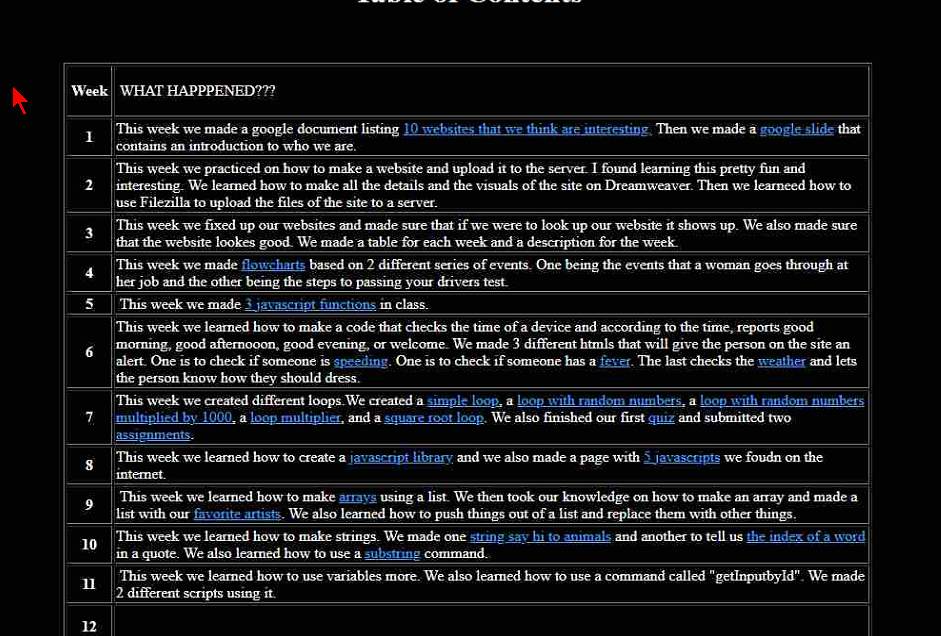 Table of Contents
Week WHAT HAPPPENED???
1 This week we made a google document listing 10 websites that we think are interesting. Then we made a google slide that
contains an introduction to who we are.
This week we practiced on how to make a website and upload it to the server. I found learning this pretty fun and
2 interesting. We learned how to make all the details and the visuals of the site on Dreamweaver. Then we learneed how to
use Filezilla to upload the files of the site to a server.
3 This week we fixed up our websites and made sure that if we were to look up our website it shows up. We also made sure
that the website lookes good. We made a table for each week and a description for the week.
4 This week we made flowcharts based on 2 different series of events. One being the events that a woman goes through at
her job and the other being the steps to passing your drivers test.
5 This week we made 3 javascript functions in class.
This week we learned how to make a code that checks the time of a device and according to the time, reports good
morning, good afternooon, good evening, or welcome. We made 3 different htmls that will give the person on the site an
6 alert. One is to check if someone is speeding. One is to check if someone has a fever. The last checks the weather and lets
the person know how they should dress.
This week we created different loops.We created a simple loop, a loop with random numbers, a loop with random numbers
7 multiplied by 1000, a loop multiplier, and a square root loop. We also finished our first quiz and submitted two
assignments.
8 This week we learned how to create a javascript library and we also made a page with 5 javascripts we foudn on the
internet.
9 This week we learned how to make arrays using a list. We then took our knowledge on how to make an array and made a
list with our favorite artists. We also learned how to push things out of a list and replace them with other things.
10 This week we learned how to make strings. We made one string say hi to animals and another to tell us the index of a word
in a quote. We also learned how to use a substring command.
11 This week we learned how to use variables more. We also learned how to use a command called "getInputbyId". We made
2 different scripts using it.
12